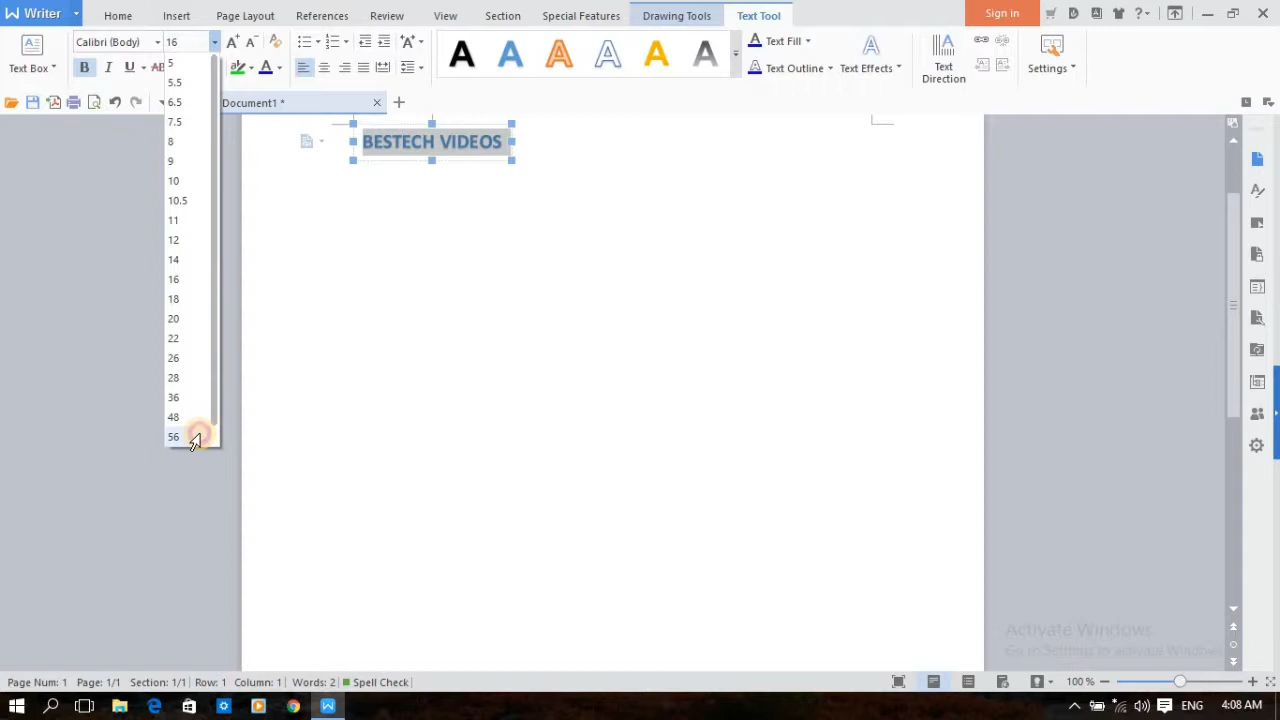 Writer Home Insert Page Layout References Review View Section Special Features Drawing Tools Text Tool Sign in
Calibri (Body) 16
Text Fill
Text Box B I U AB A
Text Outline Text Effects Text Direction Settings
Document1 *
BESTECH VIDEOS
5
5.5
6.5
7.5
8
9
10
10.5
11
12
14
16
18
20
22
26
28
36
48
56
Activate Windows
Go to Settings to activate Windows
Page Num: 1 Page: 1/1 Section: 1/1 Row: 1 Column: 1 Words: 2 Spell Check 100 %
ENG 4:08 AM